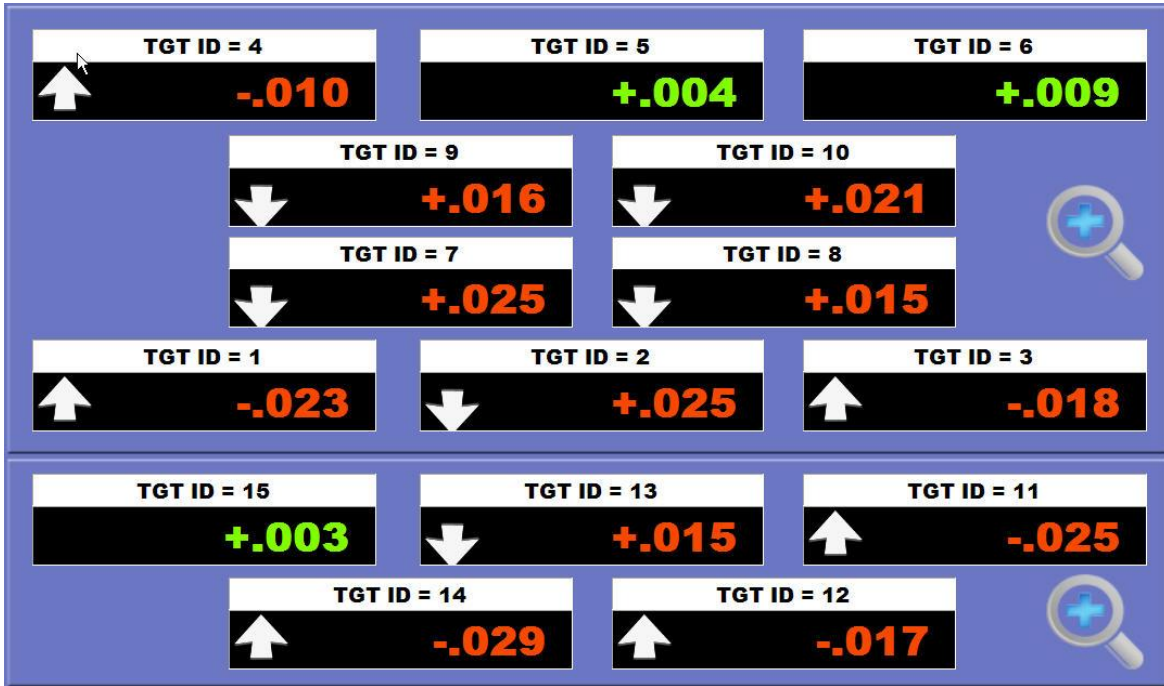 TGT ID = 4 TGT ID = 5 TGT ID = 6
-.010 +.004 +.009
TGT ID = 9 TGT ID = 10
+.016 +.021
TGT ID = 7 TGT ID = 8
+.025 +.015
TGT ID = 1 TGT ID = 2 TGT ID = 3
-.023 +.025 -.018
TGT ID = 15 TGT ID = 13 TGT ID = 11
+.003 +.015 -.025
TGT ID = 14 TGT ID = 12
-.029 -.017